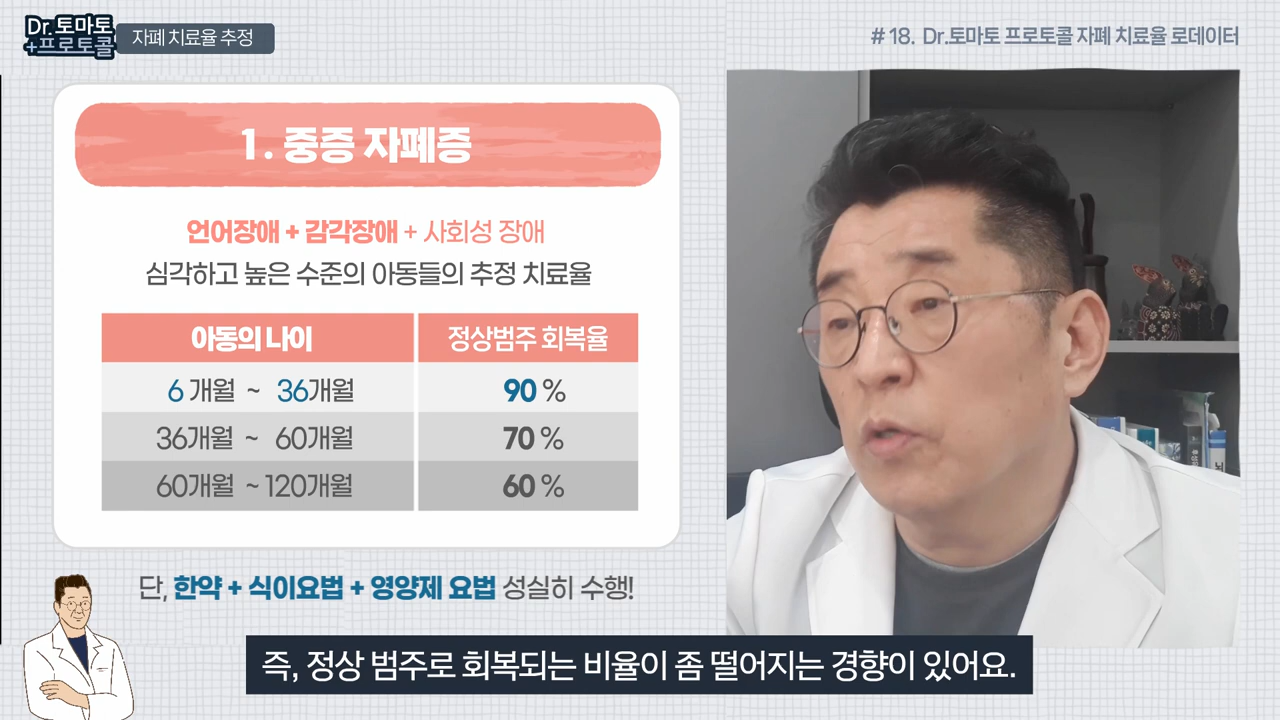 Dr.토마토
+프로토콜
자폐 치료율 추정
# 18. Dr.토마토 프로토콜 자폐 치료율 로데이터
1. 중증 자폐증
언어장애 + 감각장애 + 사회성 장애
심각하고 높은 수준의 아동들의 추정 치료율
아동의 나이 정상범주 회복율
6 개월 ~ 36개월 90 %
36개월 ~ 60개월 70 %
60개월 ~ 120개월 60 %
단, 한약 + 식이요법 + 영양제 요법 성실히 수행!
즉, 정상 범주로 회복되는 비율이 좀 떨어지는 경향이 있어요.